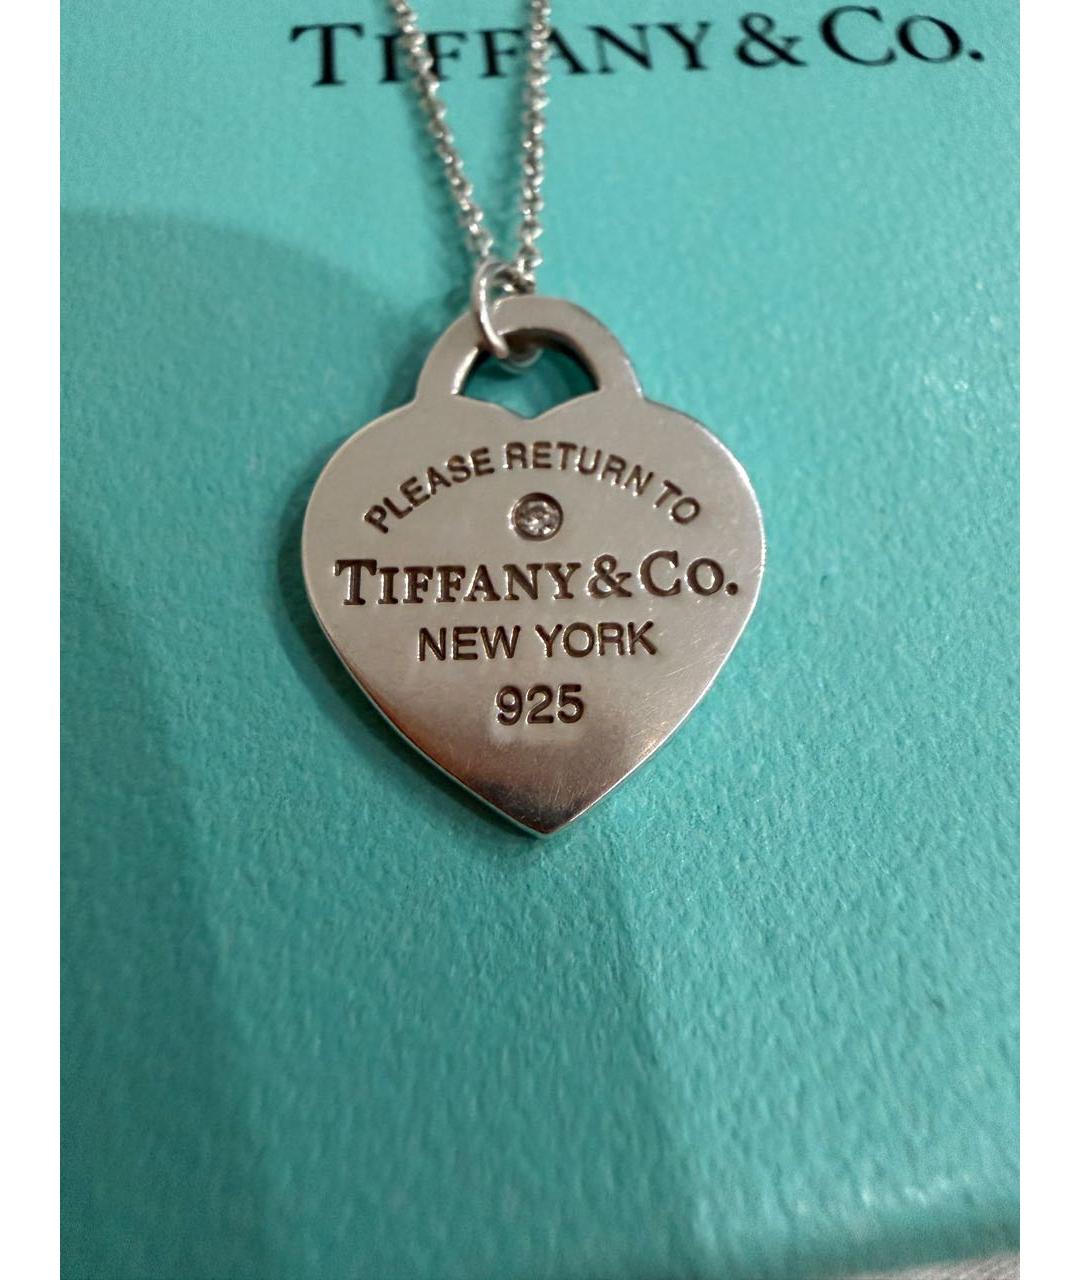 TIFFANY & CO.
PLEASE RETURN TO
TIFFANY & CO.
NEW YORK
925